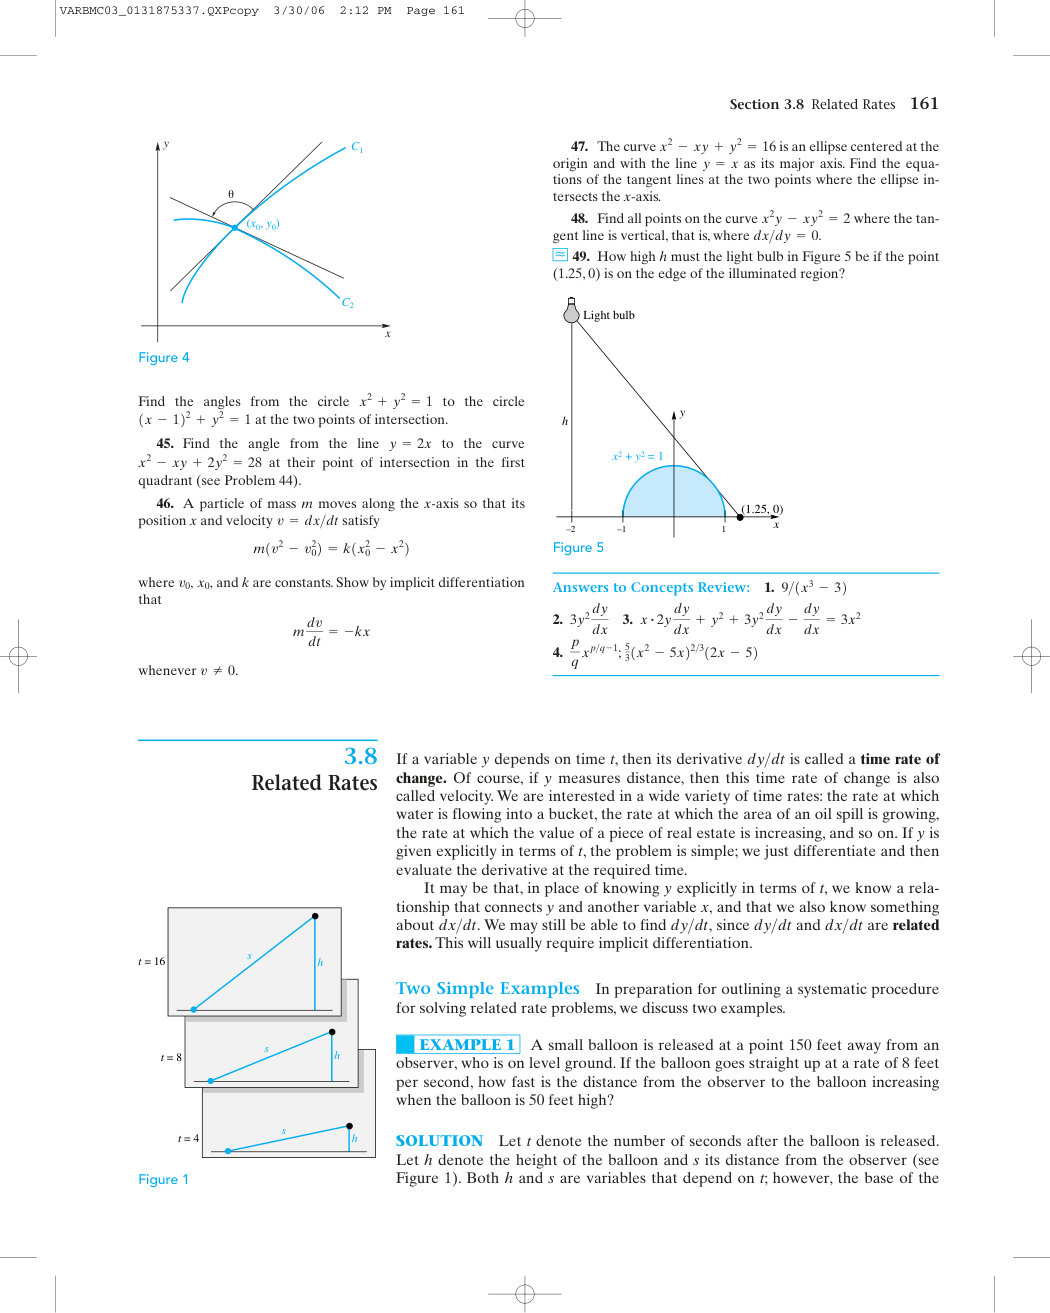 VARBMC03_0131875337.QXPcopy 3/30/06 2:12 PM Page 161
Section 3.8 Related Rates 161
y
C₁
θ
(x₀, y₀)
C₂
x
Figure 4
Find the angles from the circle x² + y² = 1 to the circle
(x − 1)² + y² = 1 at the two points of intersection.
45. Find the angle from the line y = 2x to the curve
x² − xy + 2y² = 28 at their point of intersection in the first
quadrant (see Problem 44).
46. A particle of mass m moves along the x-axis so that its
position x and velocity v = dx/dt satisfy
m(v² − v₀²) = k(x₀² − x²)
where v₀, x₀, and k are constants. Show by implicit differentiation
that
m dv/dt = −kx
whenever v ≠ 0.
47. The curve x² − xy + y² = 16 is an ellipse centered at the
origin and with the line y = x as its major axis. Find the equa-
tions of the tangent lines at the two points where the ellipse in-
tersects the x-axis.
48. Find all points on the curve x²y − xy² = 2 where the tan-
gent line is vertical, that is, where dx/dy = 0.
≈ 49. How high h must the light bulb in Figure 5 be if the point
(1.25, 0) is on the edge of the illuminated region?
Light bulb
h
y
x² + y² = 1
(1.25, 0)
−2 −1 1 x
Figure 5
Answers to Concepts Review: 1. 9/(x³ − 3)
2. 3y² dy/dx 3. x · 2y dy/dx + y² + 3y² dy/dx − dy/dx = 3x²
4. p/q x^(p/q−1); 5/3(x² − 5x)^(2/3)(2x − 5)
3.8
Related Rates
If a variable y depends on time t, then its derivative dy/dt is called a time rate of
change. Of course, if y measures distance, then this time rate of change is also
called velocity. We are interested in a wide variety of time rates: the rate at which
water is flowing into a bucket, the rate at which the area of an oil spill is growing,
the rate at which the value of a piece of real estate is increasing, and so on. If y is
given explicitly in terms of t, the problem is simple; we just differentiate and then
evaluate the derivative at the required time.
It may be that, in place of knowing y explicitly in terms of t, we know a rela-
tionship that connects y and another variable x, and that we also know something
about dx/dt. We may still be able to find dy/dt, since dy/dt and dx/dt are related
rates. This will usually require implicit differentiation.
Two Simple Examples In preparation for outlining a systematic procedure
for solving related rate problems, we discuss two examples.
EXAMPLE 1 A small balloon is released at a point 150 feet away from an
observer, who is on level ground. If the balloon goes straight up at a rate of 8 feet
per second, how fast is the distance from the observer to the balloon increasing
when the balloon is 50 feet high?
SOLUTION Let t denote the number of seconds after the balloon is released.
Let h denote the height of the balloon and s its distance from the observer (see
Figure 1). Both h and s are variables that depend on t; however, the base of the
t = 16
s
h
t = 8
s
h
t = 4
s
h
Figure 1